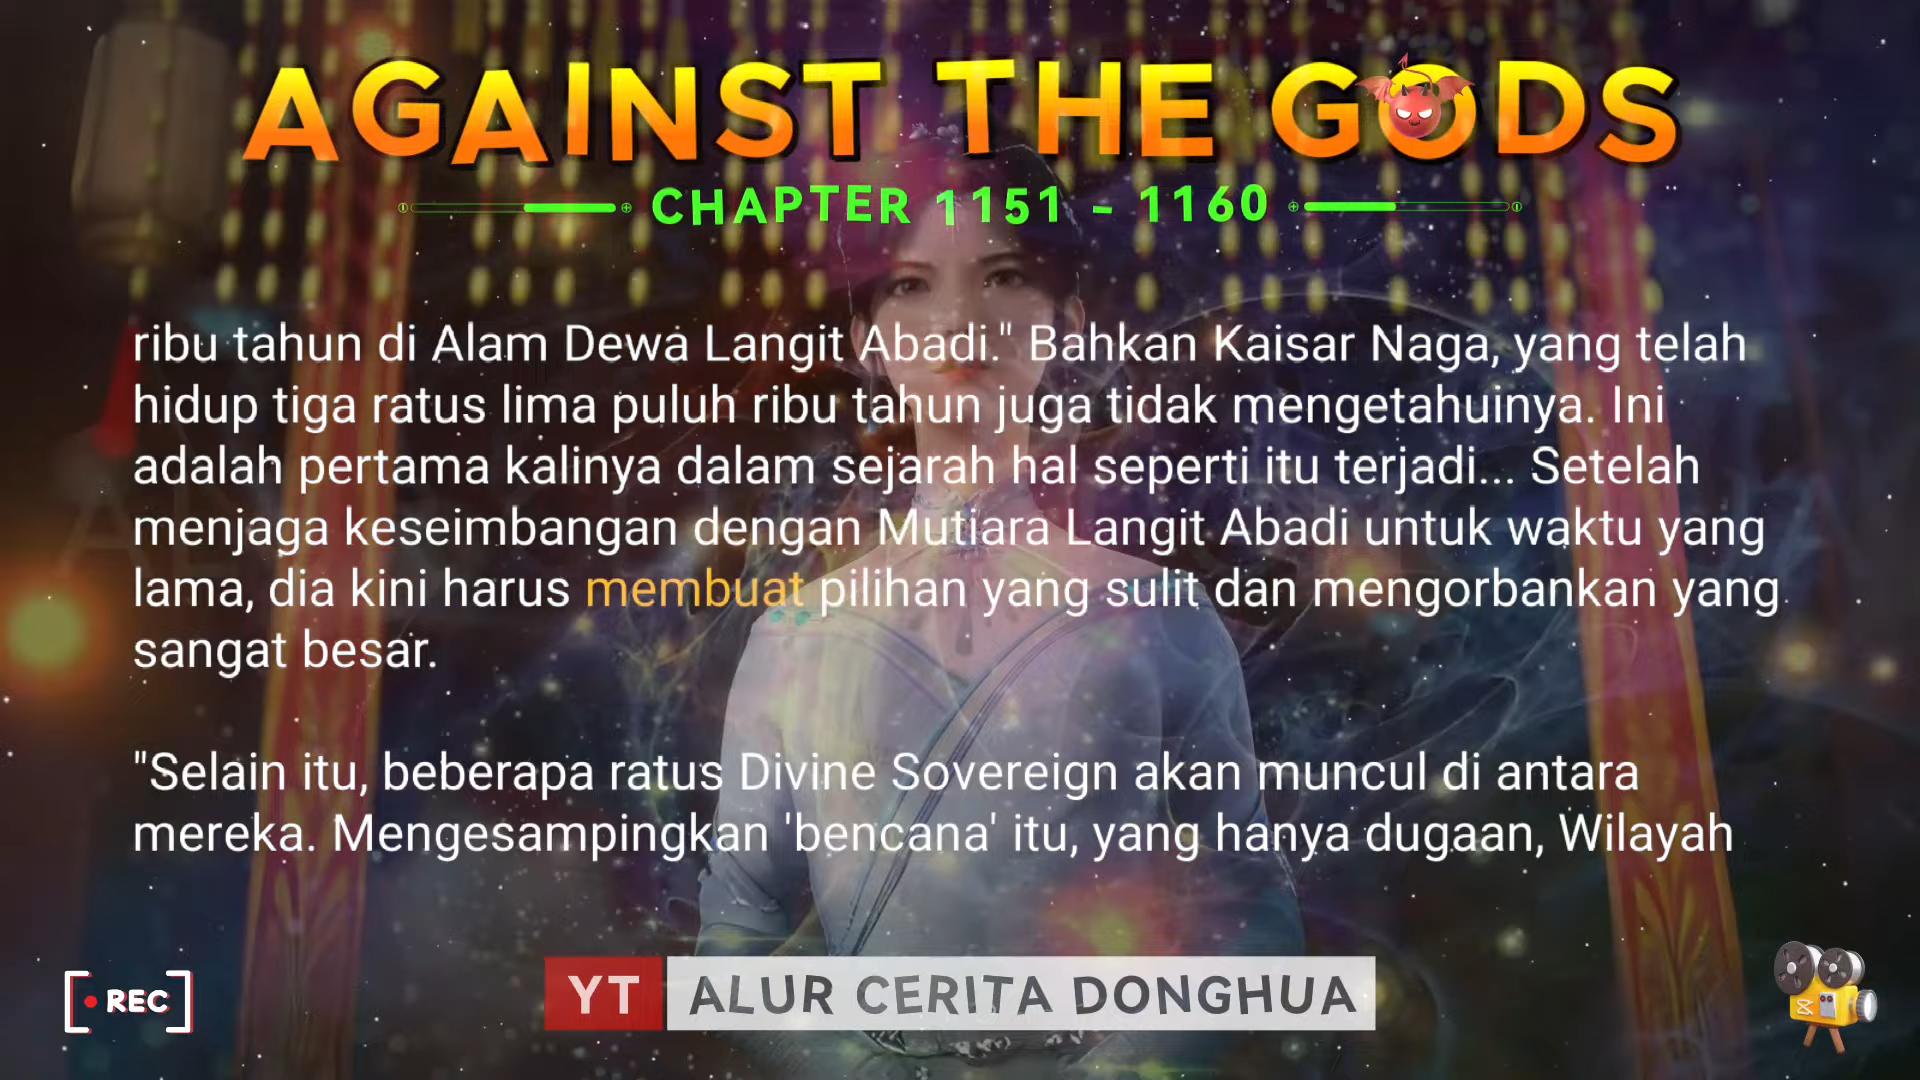 AGAINST THE GODS
CHAPTER 1151 - 1160
ribu tahun di Alam Dewa Langit Abadi." Bahkan Kaisar Naga, yang telah
hidup tiga ratus lima puluh ribu tahun juga tidak mengetahuinya. Ini
adalah pertama kalinya dalam sejarah hal seperti itu terjadi... Setelah
menjaga keseimbangan dengan Mutiara Langit Abadi untuk waktu yang
lama, dia kini harus membuat pilihan yang sulit dan mengorbankan yang
sangat besar.
"Selain itu, beberapa ratus Divine Sovereign akan muncul di antara
mereka. Mengesampingkan 'bencana' itu, yang hanya dugaan, Wilayah
REC
YT ALUR CERITA DONGHUA